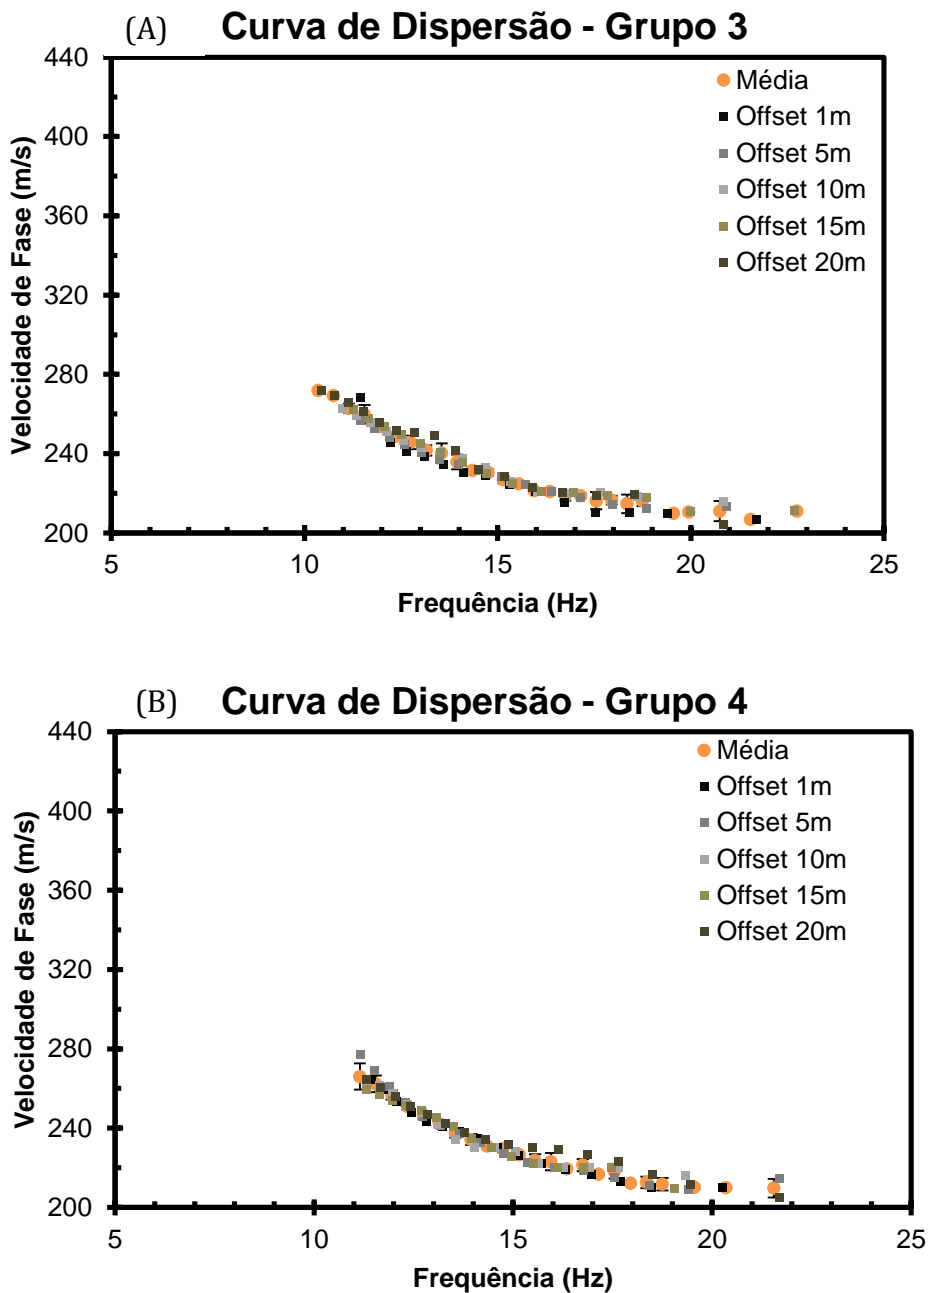 (A) Curva de Dispersão - Grupo 3
440
400
360
320
280
240
200
5 10 15 20 25
Velocidade de Fase (m/s)
Frequência (Hz)
Média
Offset 1m
Offset 5m
Offset 10m
Offset 15m
Offset 20m
(B) Curva de Dispersão - Grupo 4
440
400
360
320
280
240
200
5 10 15 20 25
Velocidade de Fase (m/s)
Frequência (Hz)
Média
Offset 1m
Offset 5m
Offset 10m
Offset 15m
Offset 20m